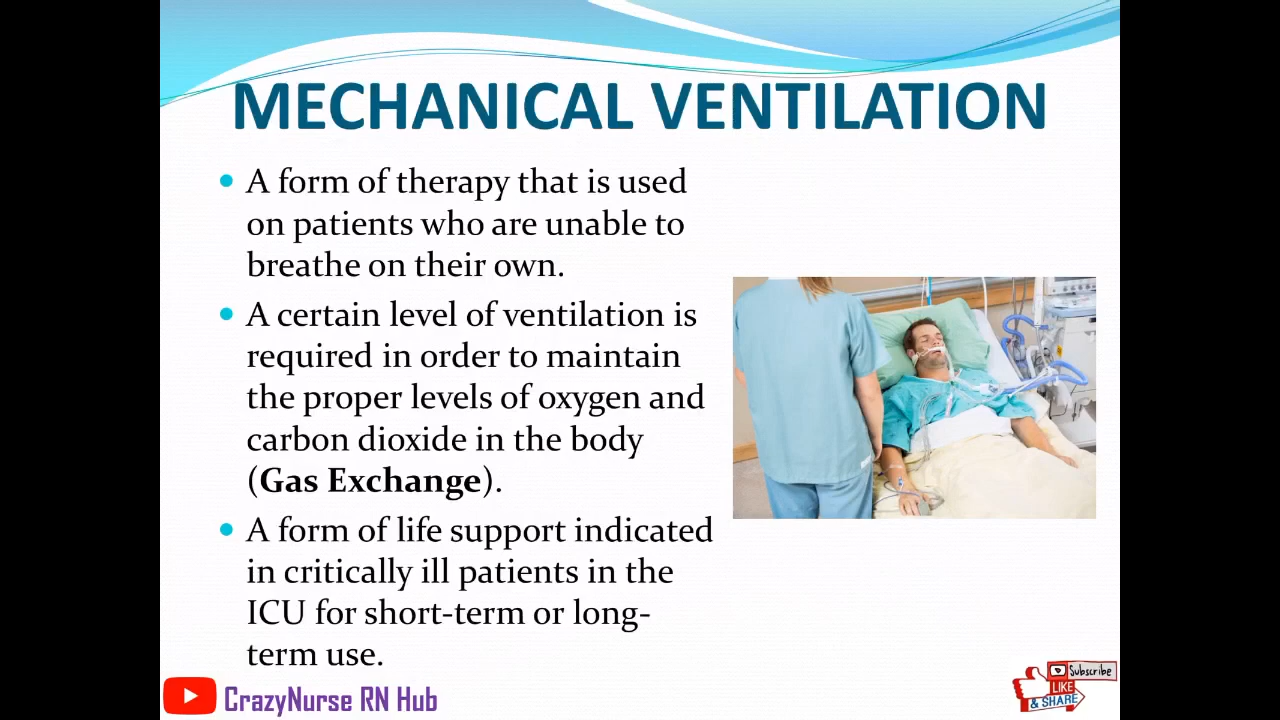 MECHANICAL VENTILATION
A form of therapy that is used
on patients who are unable to
breathe on their own.
A certain level of ventilation is
required in order to maintain
the proper levels of oxygen and
carbon dioxide in the body
(Gas Exchange).
A form of life support indicated
in critically ill patients in the
ICU for short-term or long-
term use.
CrazyNurse RN Hub
Subscribe
LIKE
& SHARE